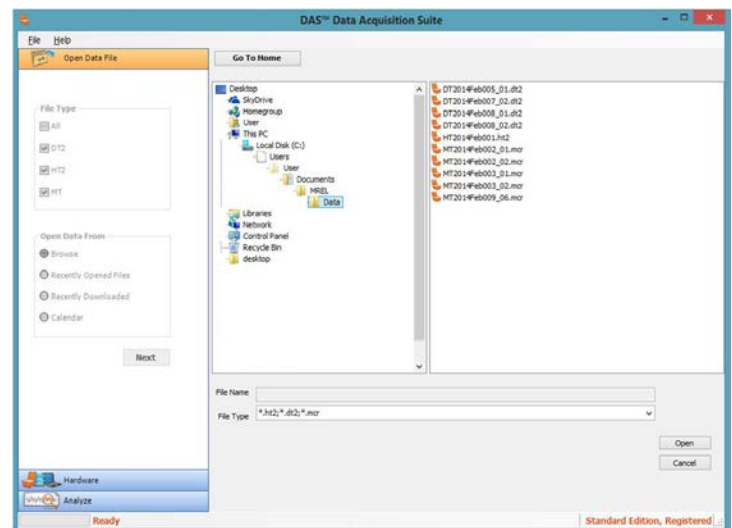 DAS™ Data Acquisition Suite
File Help
Open Data File
Go To Home
File Type
All
DT2
HT2
MT
Open Data From
Browse
Recently Opened Files
Recently Downloaded
Calendar
Next
Desktop
SkyDrive
Homegroup
User
This PC
Local Disk (C:)
Users
User
Documents
MREL
Data
Libraries
Network
Control Panel
Recycle Bin
desktop
DT2014Feb005_01.dt2
DT2014Feb007_02.dt2
DT2014Feb008_01.dt2
DT2014Feb008_02.dt2
HT2014Feb001.ht2
MT2014Feb002_01.mcr
MT2014Feb002_02.mcr
MT2014Feb003_01.mcr
MT2014Feb003_02.mcr
MT2014Feb009_06.mcr
File Name
File Type *.ht2;*.dt2;*.mcr
Open
Cancel
Hardware
Analyze
Ready
Standard Edition, Registered